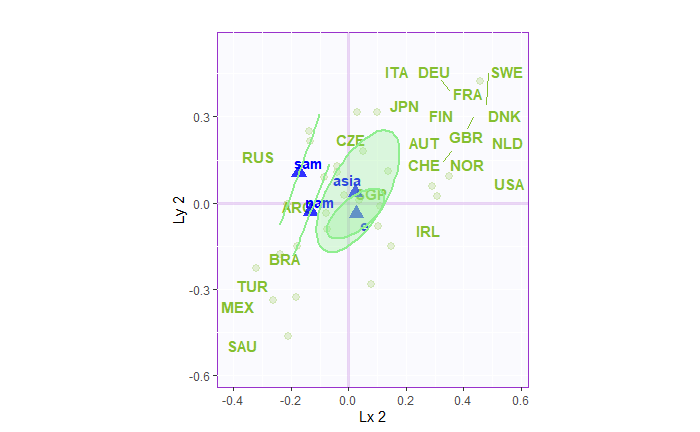 ITA DEU SWE
FRA
JPN
FIN DNK
CZE AUT GBR NLD
RUS sam CHE NOR
asia USA
ARG nam SGP
IRL
BRA
TUR
MEX
SAU
0.3
0.0
-0.3
-0.6
-0.4 -0.2 0.0 0.2 0.4 0.6
Lx 2
Ly 2